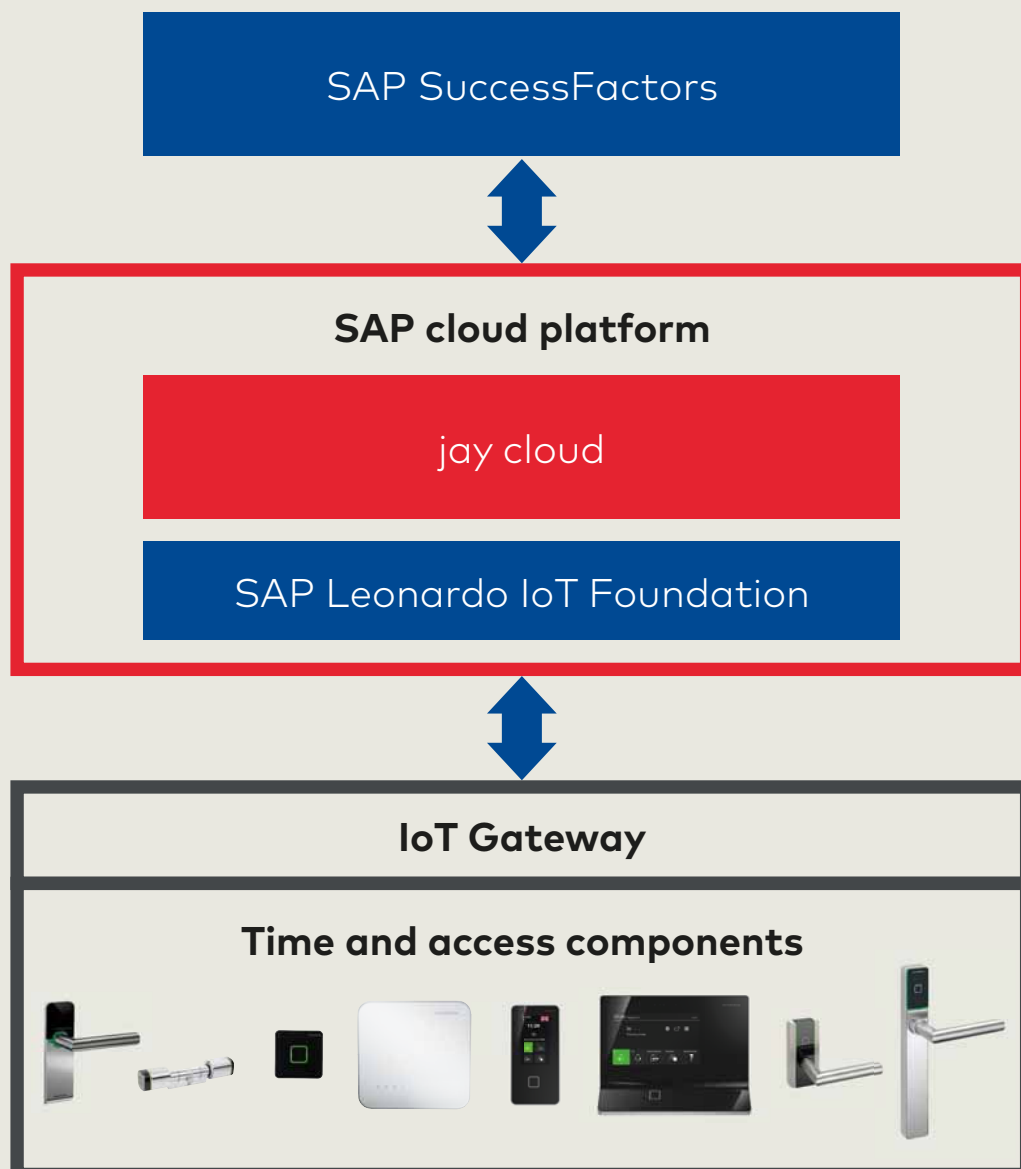 SAP SuccessFactors
SAP cloud platform
jay cloud
SAP Leonardo IoT Foundation
IoT Gateway
Time and access components